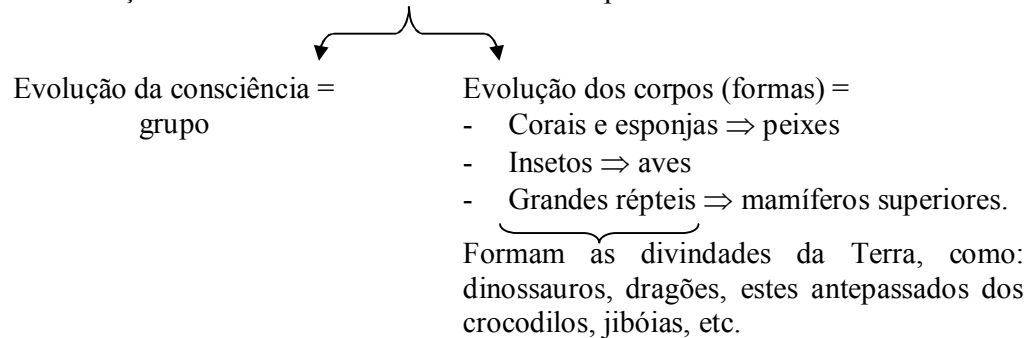 Evolução da consciência =
grupo
Evolução dos corpos (formas) =
- Corais e esponjas ⇒ peixes
- Insetos ⇒ aves
- Grandes répteis ⇒ mamíferos superiores.
Formam as divindades da Terra, como:
dinossauros, dragões, estes antepassados dos
crocodilos, jibóias, etc.